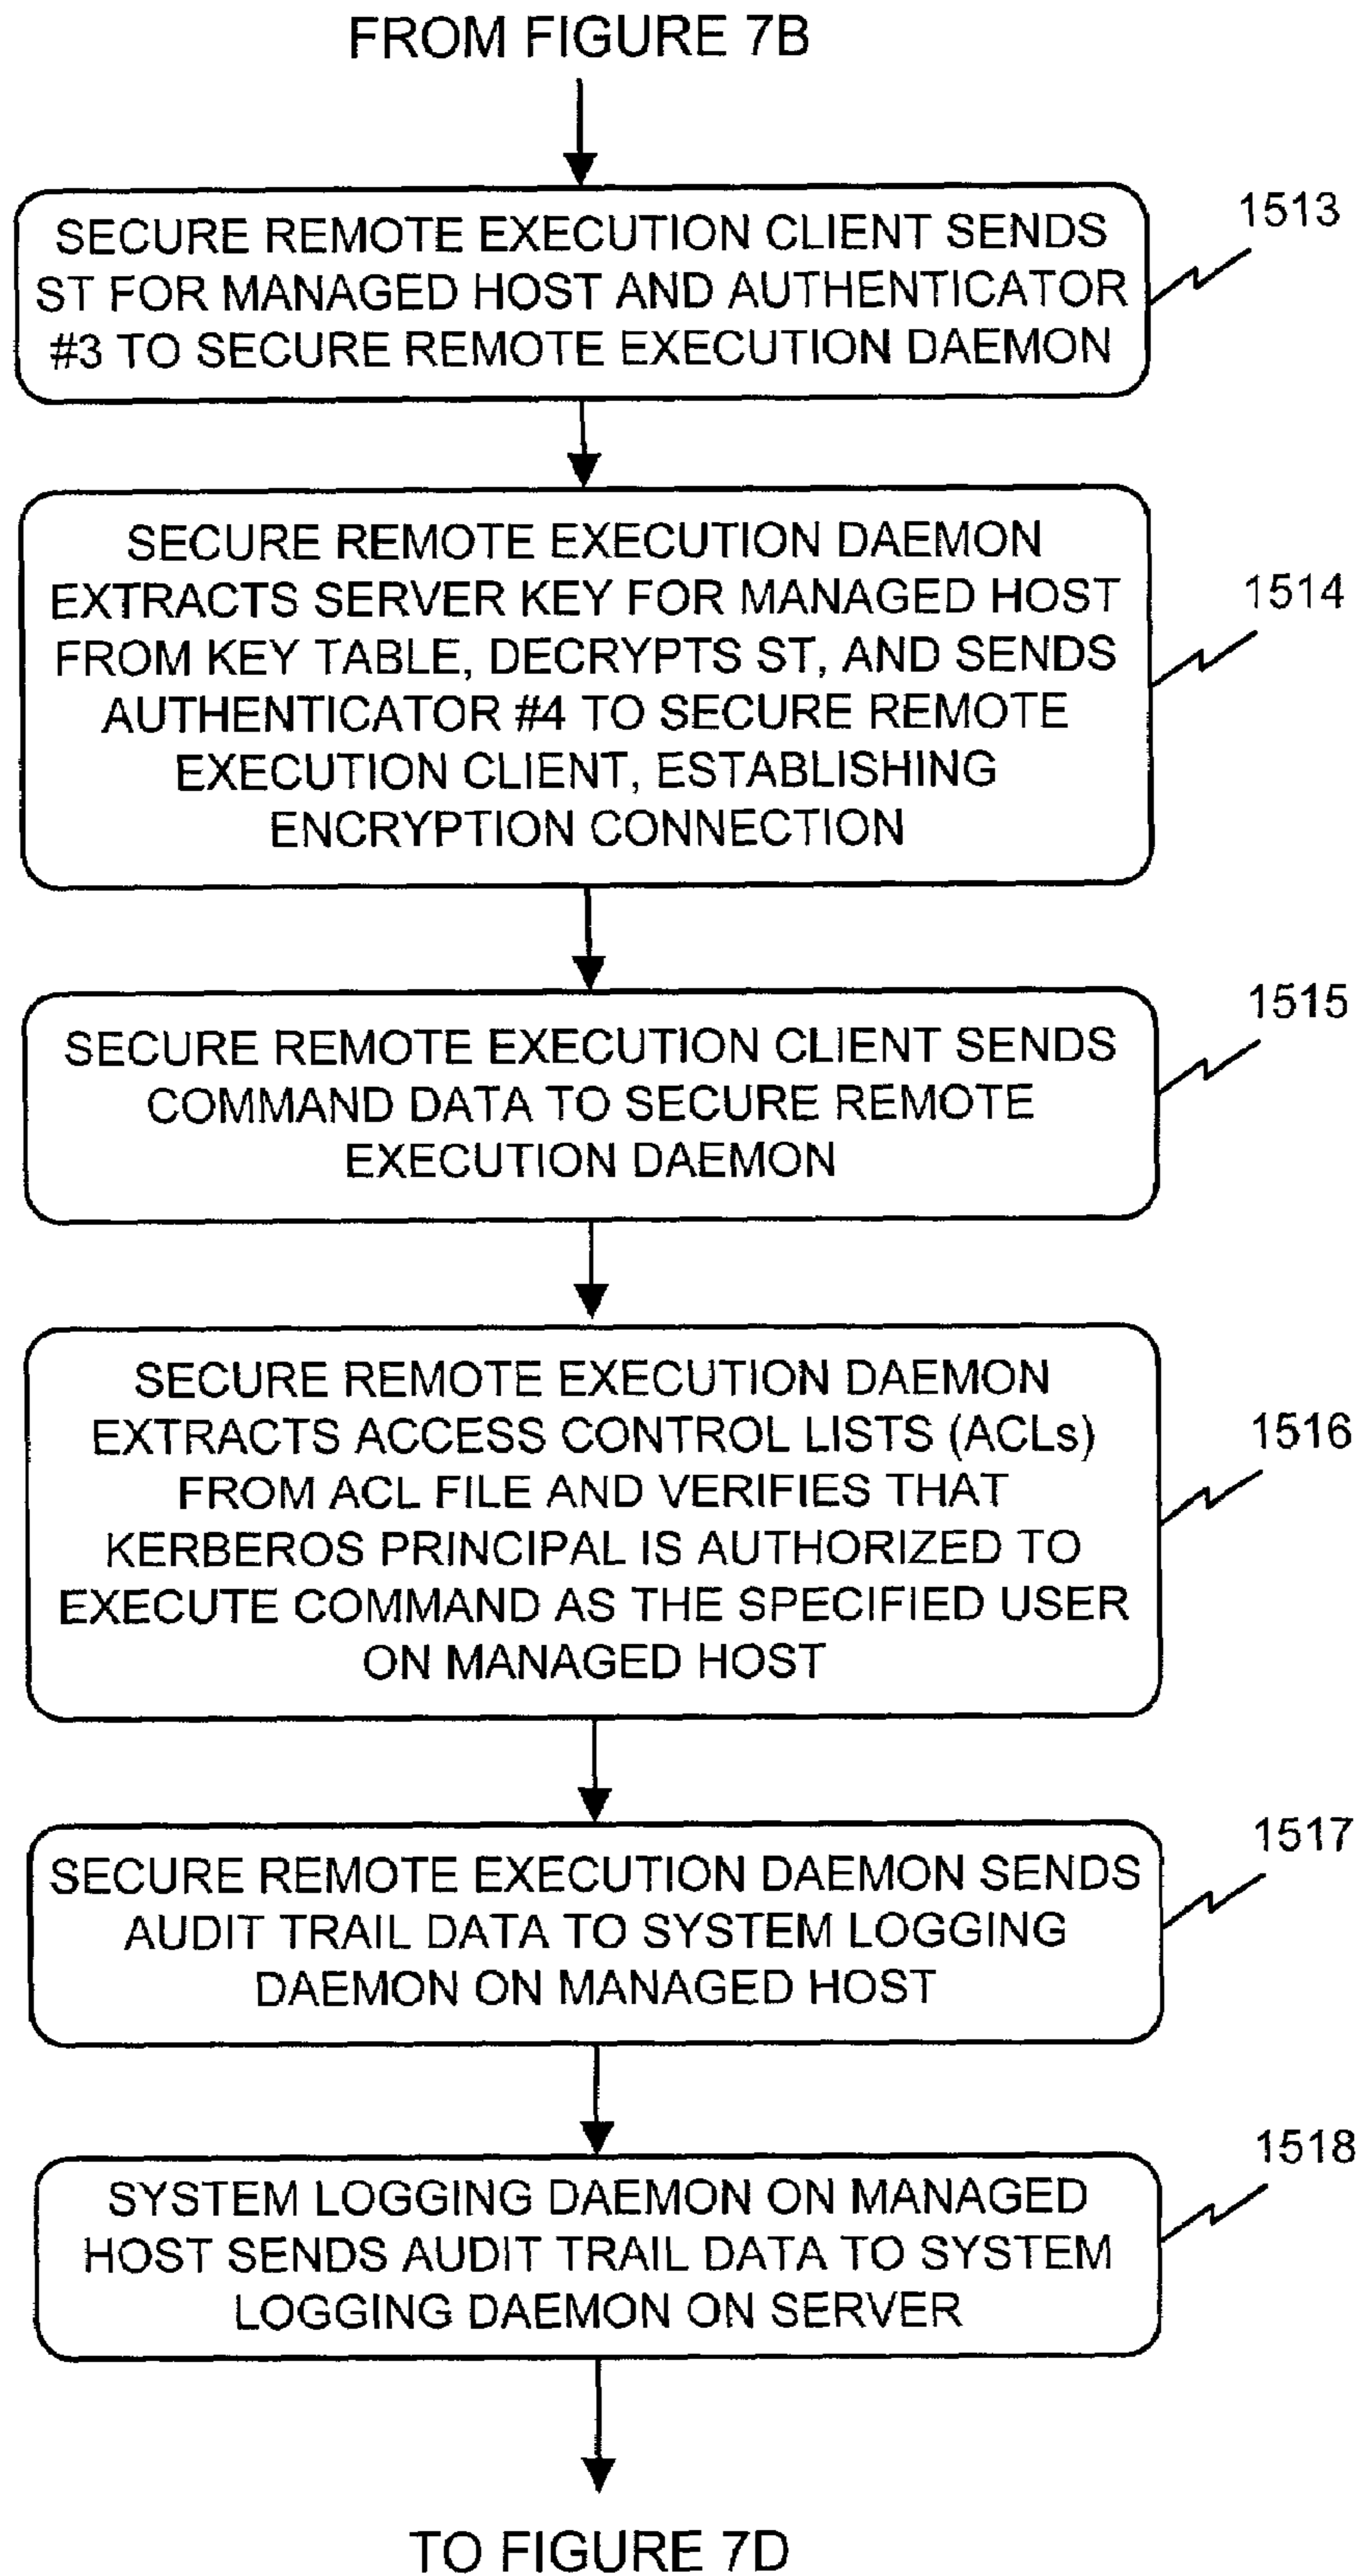 FROM FIGURE 7B
SECURE REMOTE EXECUTION CLIENT SENDS
ST FOR MANAGED HOST AND AUTHENTICATOR
#3 TO SECURE REMOTE EXECUTION DAEMON
1513
SECURE REMOTE EXECUTION DAEMON
EXTRACTS SERVER KEY FOR MANAGED HOST
FROM KEY TABLE, DECRYPTS ST, AND SENDS
AUTHENTICATOR #4 TO SECURE REMOTE
EXECUTION CLIENT, ESTABLISHING
ENCRYPTION CONNECTION
1514
SECURE REMOTE EXECUTION CLIENT SENDS
COMMAND DATA TO SECURE REMOTE
EXECUTION DAEMON
1515
SECURE REMOTE EXECUTION DAEMON
EXTRACTS ACCESS CONTROL LISTS (ACLs)
FROM ACL FILE AND VERIFIES THAT
KERBEROS PRINCIPAL IS AUTHORIZED TO
EXECUTE COMMAND AS THE SPECIFIED USER
ON MANAGED HOST
1516
SECURE REMOTE EXECUTION DAEMON SENDS
AUDIT TRAIL DATA TO SYSTEM LOGGING
DAEMON ON MANAGED HOST
1517
SYSTEM LOGGING DAEMON ON MANAGED
HOST SENDS AUDIT TRAIL DATA TO SYSTEM
LOGGING DAEMON ON SERVER
1518
TO FIGURE 7D